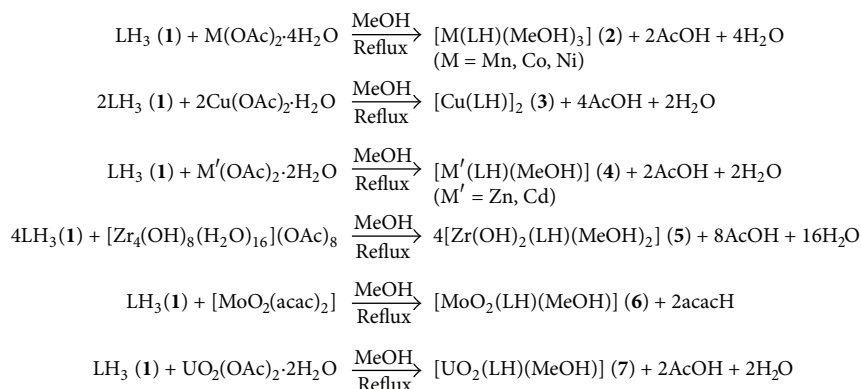 LH₃ (1) + M(OAc)₂·4H₂O MeOH Reflux → [M(LH)(MeOH)₃] (2) + 2AcOH + 4H₂O
(M = Mn, Co, Ni)
2LH₃ (1) + 2Cu(OAc)₂·H₂O MeOH Reflux → [Cu(LH)]₂ (3) + 4AcOH + 2H₂O
LH₃ (1) + M′(OAc)₂·2H₂O MeOH Reflux → [M′(LH)(MeOH)] (4) + 2AcOH + 2H₂O
(M′ = Zn, Cd)
4LH₃(1) + [Zr₄(OH)₈(H₂O)₁₆](OAc)₈ MeOH Reflux → 4[Zr(OH)₂(LH)(MeOH)₂] (5) + 8AcOH + 16H₂O
LH₃(1) + [MoO₂(acac)₂] MeOH Reflux → [MoO₂(LH)(MeOH)] (6) + 2acacH
LH₃ (1) + UO₂(OAc)₂·2H₂O MeOH Reflux → [UO₂(LH)(MeOH)] (7) + 2AcOH + 2H₂O